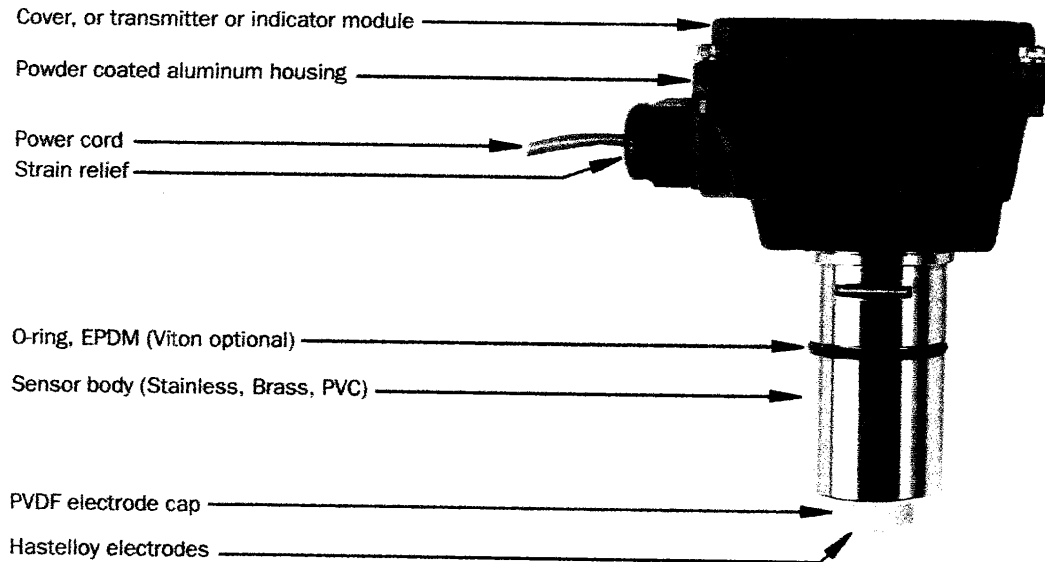 Cover, or transmitter or indicator module
Powder coated aluminum housing
Power cord
Strain relief
O-ring, EPDM (Viton optional)
Sensor body (Stainless, Brass, PVC)
PVDF electrode cap
Hastelloy electrodes